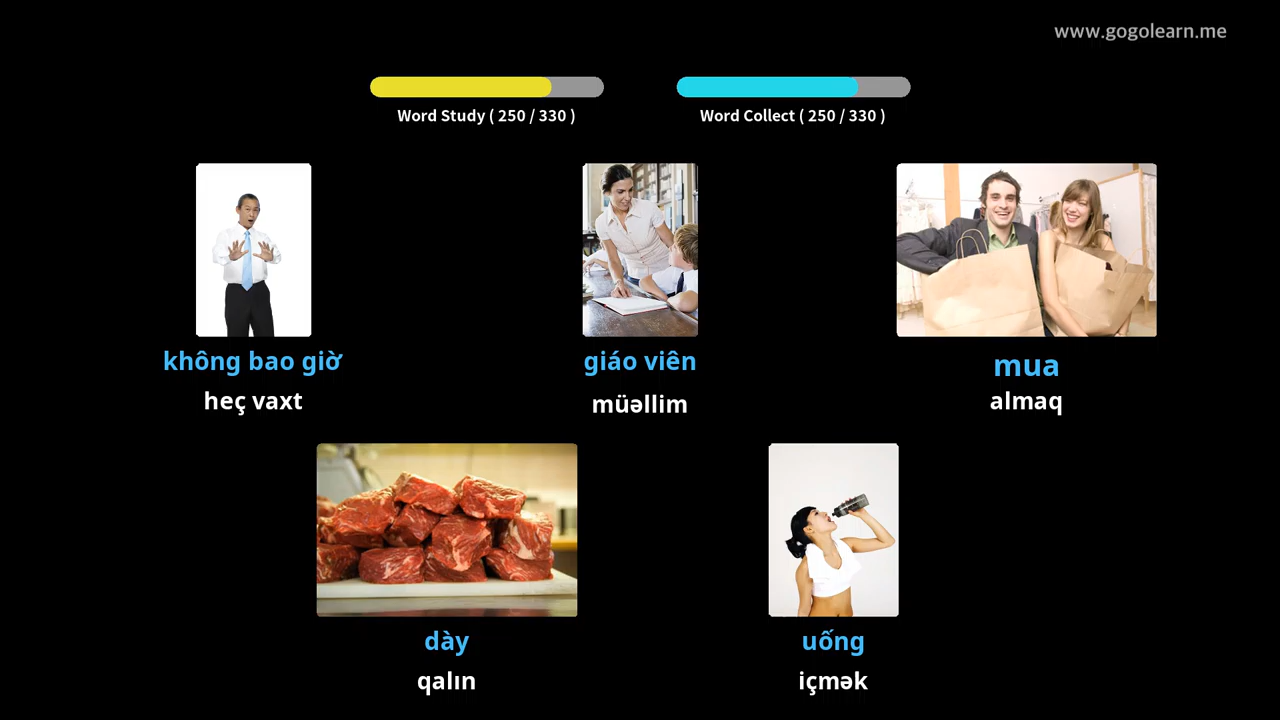 www.gogolearn.me
Word Study ( 250 / 330 )
Word Collect ( 250 / 330 )
không bao giờ
heç vaxt
giáo viên
müəllim
mua
almaq
dày
qalın
uống
içmək